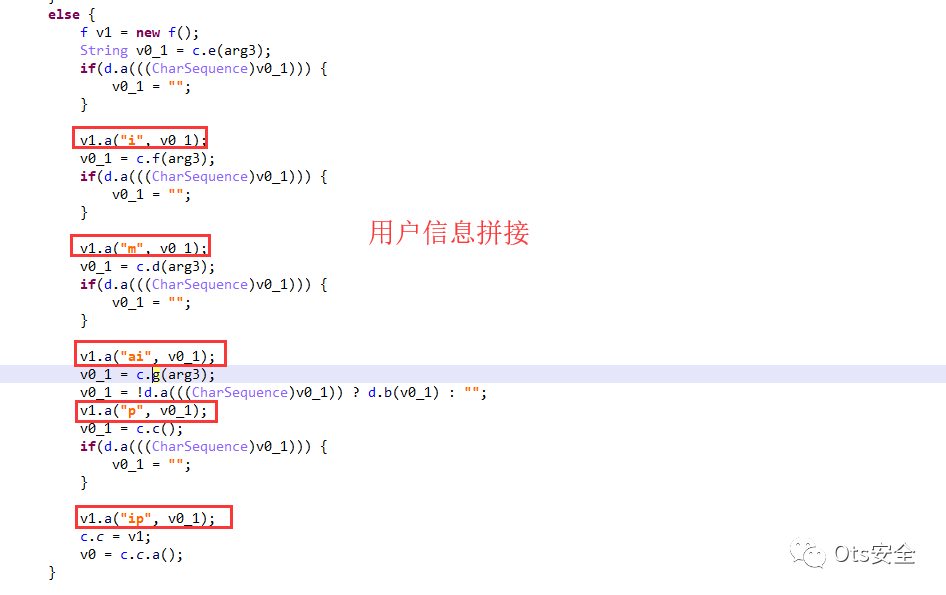 else {
f v1 = new f();
String v0_1 = c.e(arg3);
if(d.a(((CharSequence)v0_1))) {
v0_1 = "";
}
v1.a("i", v0_1);
v0_1 = c.f(arg3);
if(d.a(((CharSequence)v0_1))) {
v0_1 = "";
}
用户信息拼接
v1.a("m", v0_1);
v0_1 = c.d(arg3);
if(d.a(((CharSequence)v0_1))) {
v0_1 = "";
}
v1.a("ai", v0_1);
v0_1 = c.g(arg3);
v0_1 = !d.a(((CharSequence)v0_1)) ? d.b(v0_1) : "";
v1.a("p", v0_1);
v0_1 = c.c();
if(d.a(((CharSequence)v0_1))) {
v0_1 = "";
}
v1.a("ip", v0_1);
c.c = v1;
v0 = c.c.a();
}
Ots安全